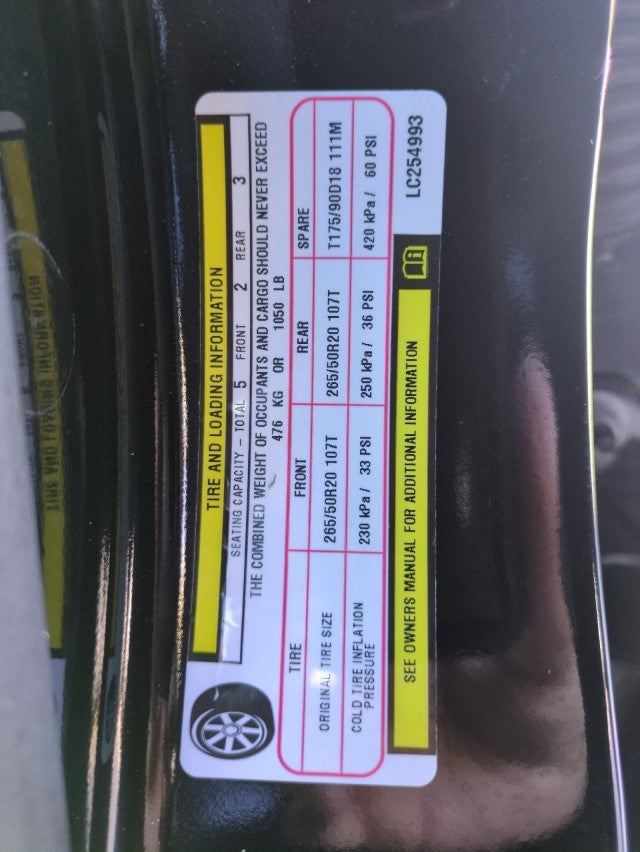 TIRE AND LOADING INFORMATION
SEATING CAPACITY - TOTAL 5 FRONT 2 REAR 3
THE COMBINED WEIGHT OF OCCUPANTS AND CARGO SHOULD NEVER EXCEED
476 KG OR 1050 LB
TIRE FRONT REAR SPARE
ORIGINAL TIRE SIZE 265/50R20 107T 265/50R20 107T T175/90D18 111M
COLD TIRE INFLATION PRESSURE 230 kPa / 33 PSI 250 kPa / 36 PSI 420 kPa / 60 PSI
SEE OWNERS MANUAL FOR ADDITIONAL INFORMATION
LC254993